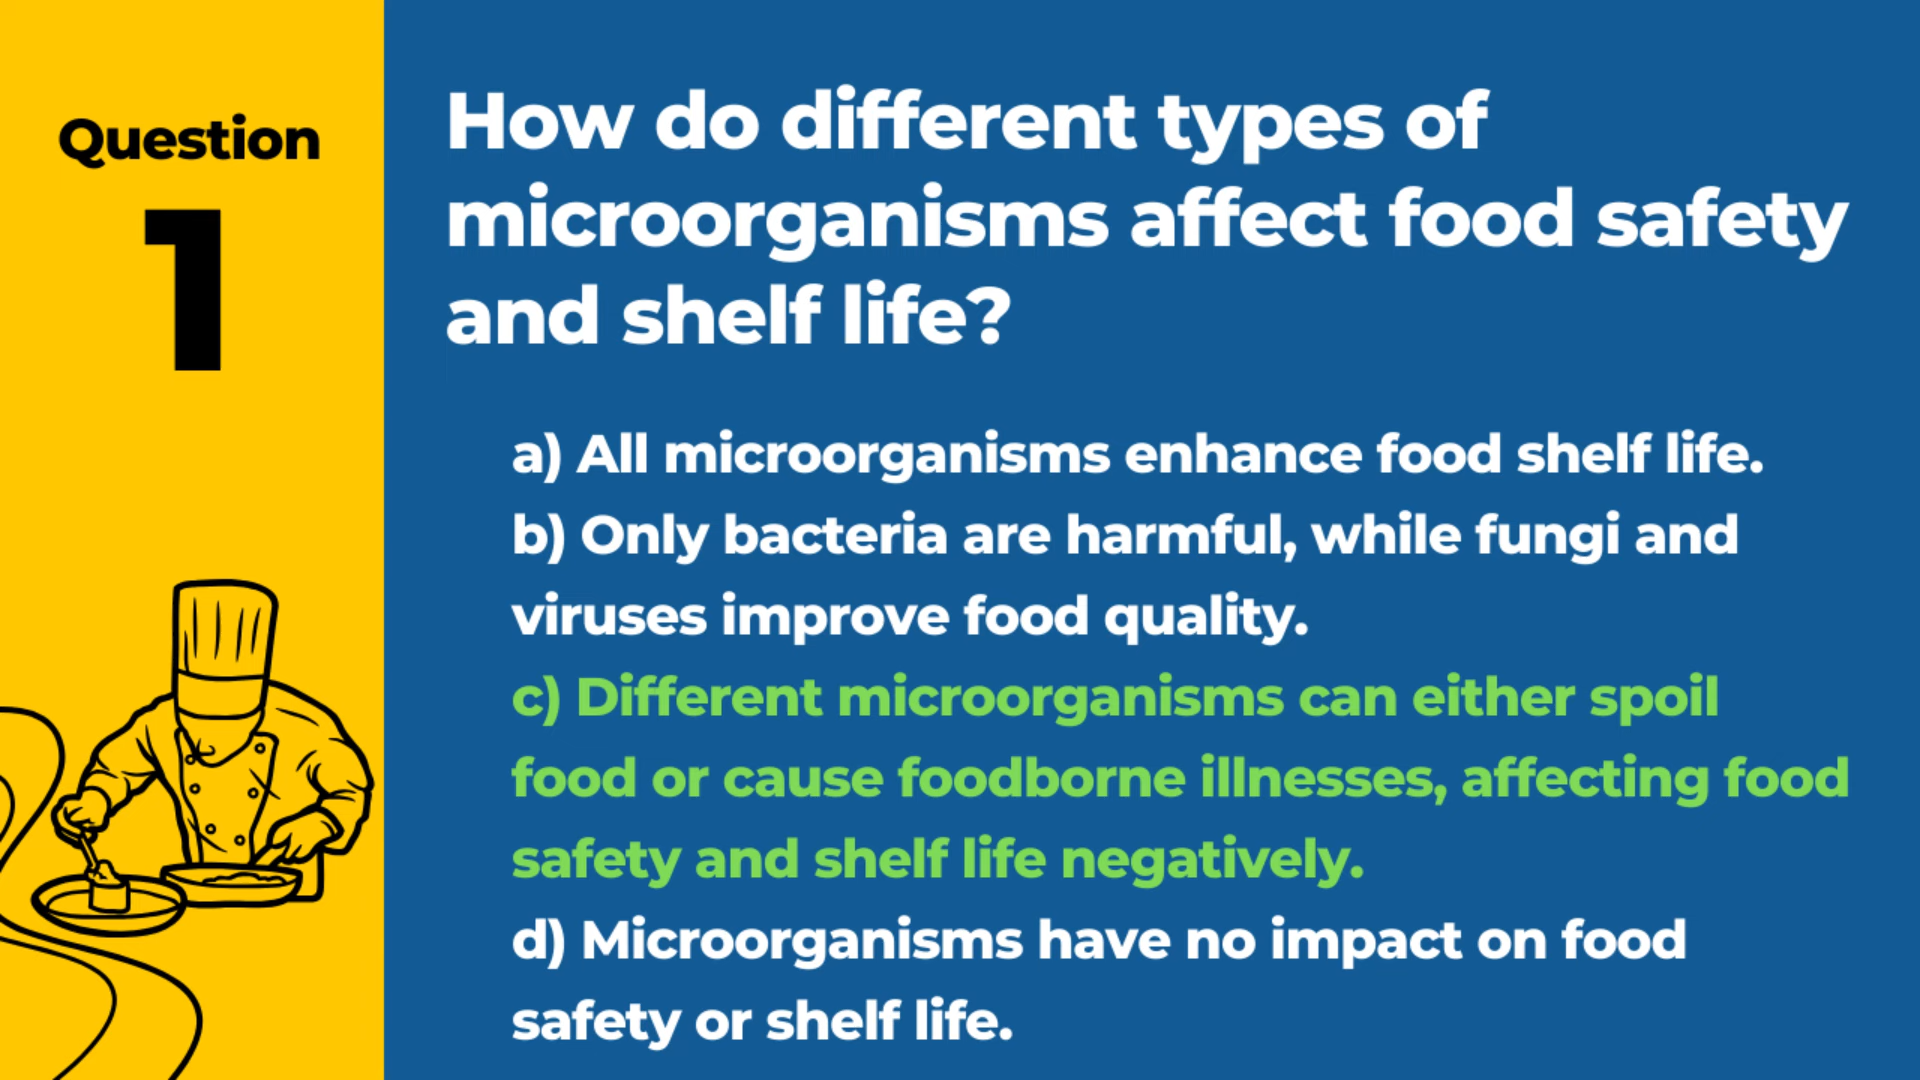 Question
1
How do different types of
microorganisms affect food safety
and shelf life?
a) All microorganisms enhance food shelf life.
b) Only bacteria are harmful, while fungi and
viruses improve food quality.
c) Different microorganisms can either spoil
food or cause foodborne illnesses, affecting food
safety and shelf life negatively.
d) Microorganisms have no impact on food
safety or shelf life.